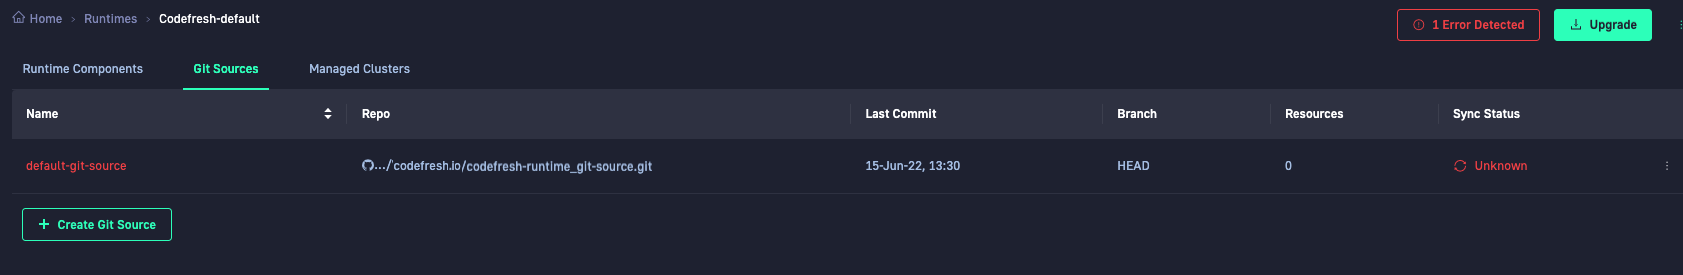 Home › Runtimes › Codefresh-default
1 Error Detected
Upgrade
Runtime Components Git Sources Managed Clusters
Name Repo Last Commit Branch Resources Sync Status
default-git-source .../codefresh.io/codefresh-runtime_git-source.git 15-Jun-22, 13:30 HEAD 0 Unknown
+ Create Git Source